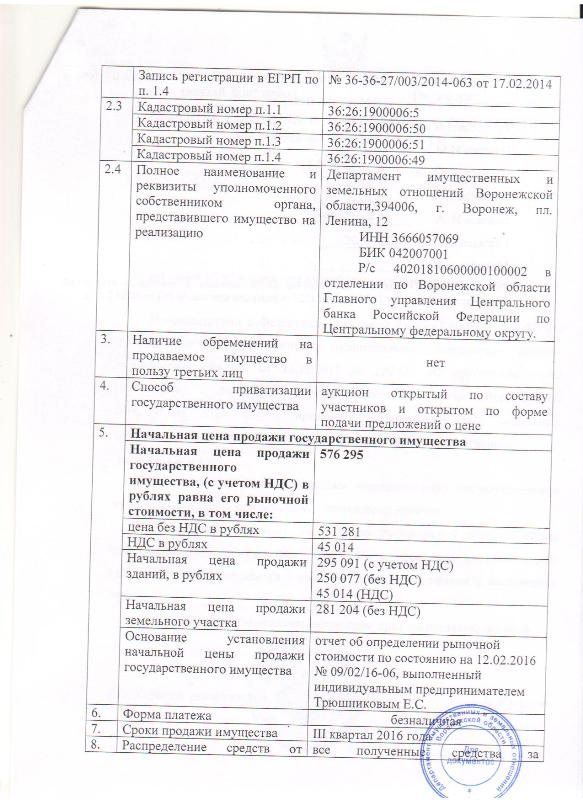 Запись регистрации в ЕГРП по
п. 1.4
№ 36-36-27/003/2014-063 от 17.02.2014
2.3
Кадастровый номер п.1.1
36:26:1900006:5
Кадастровый номер п.1.2
36:26:1900006:50
Кадастровый номер п.1.3
36:26:1900006:51
Кадастровый номер п.1.4
36:26:1900006:49
2.4
Полное наименование и
реквизиты уполномоченного
собственником органа,
представившего имущество на
реализацию
Департамент имущественных и
земельных отношений Воронежской
области,394006, г. Воронеж, пл.
Ленина, 12
ИНН 3666057069
БИК 042007001
Р/с 40201810600000100002 в
отделении по Воронежской области
Главного управления Центрального
банка Российской Федерации по
Центральному федеральному округу.
3.
Наличие обременений на
продаваемое имущество в
пользу третьих лиц
нет
4.
Способ приватизации
государственного имущества
аукцион открытый по составу
участников и открытом по форме
подачи предложений о цене
5.
Начальная цена продажи государственного имущества
Начальная цена продажи
государственного
имущества, (с учетом НДС) в
рублях равна его рыночной
стоимости, в том числе:
576 295
цена без НДС в рублях
531 281
НДС в рублях
45 014
Начальная цена продажи
зданий, в рублях
295 091 (с учетом НДС)
250 077 (без НДС)
45 014 (НДС)
Начальная цена продажи
земельного участка
281 204 (без НДС)
Основание установления
начальной цены продажи
государственного имущества
отчет об определении рыночной
стоимости по состоянию на 12.02.2016
№ 09/02/16-06, выполненный
индивидуальным предпринимателем
Трюшниковым Е.С.
6.
Форма платежа
безналичная
7.
Сроки продажи имущества
III квартал 2016 года
8.
Распределение средств от
все полученные средства за
Департамент имущественных и земельных отношений
Воронежской области
Для
документов